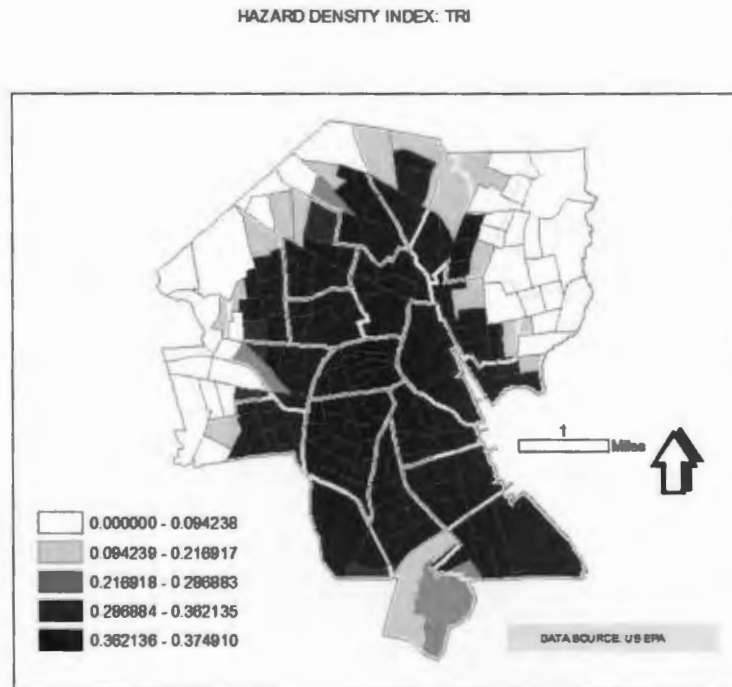 HAZARD DENSITY INDEX: TRI
1
Miles
0.000000 - 0.094238
0.094239 - 0.216917
0.216918 - 0.286883
0.286884 - 0.362135
0.362136 - 0.374910
DATA SOURCE: US EPA